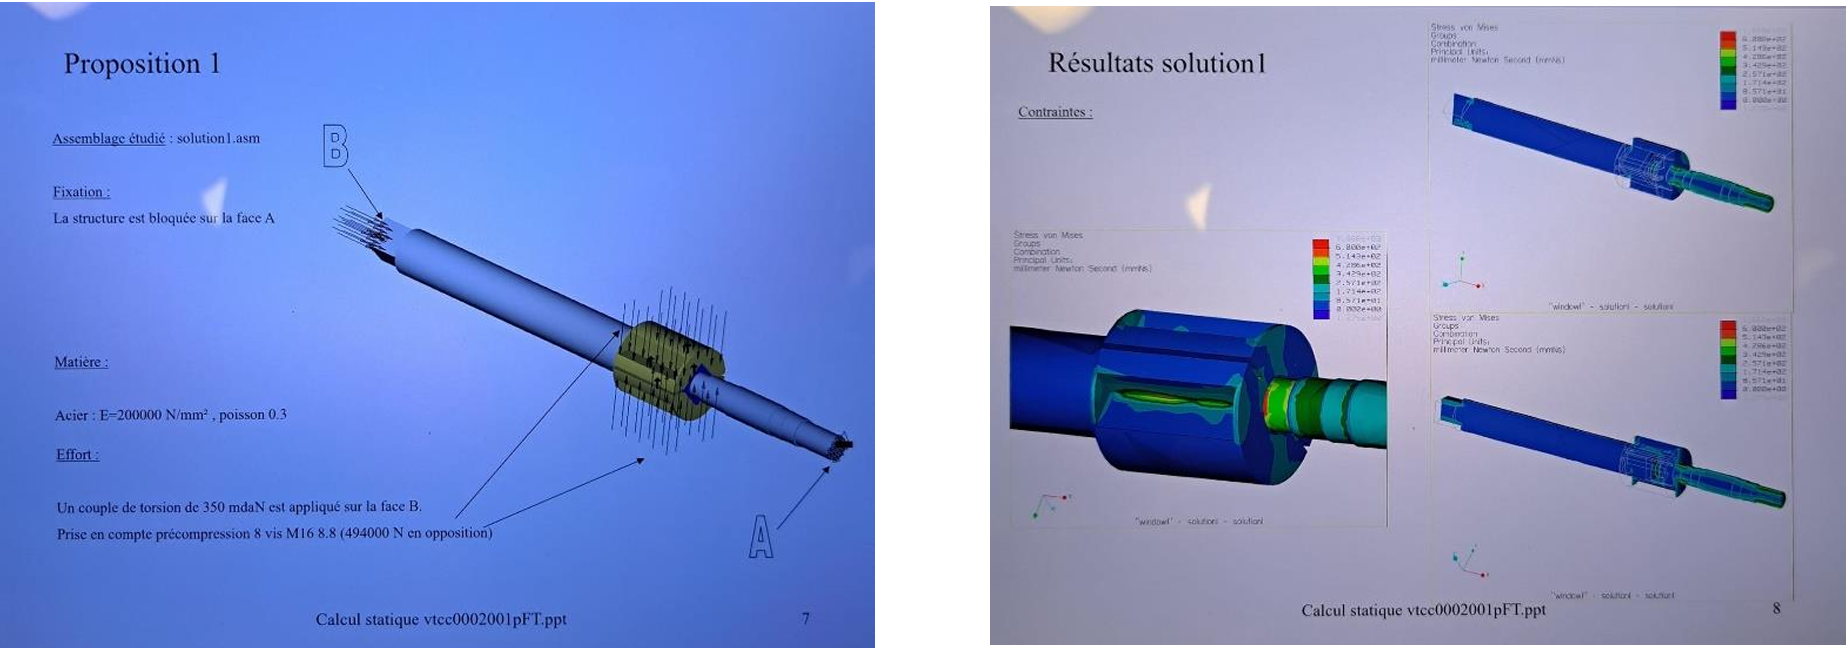 Proposition 1
Assemblage étudié : solution1.asm
B
Fixation :
La structure est bloquée sur la face A
Matière :
Acier : E=200000 N/mm² , poisson 0.3
Effort :
Un couple de torsion de 350 mdaN est appliqué sur la face B.
Prise en compte précompression 8 vis M16 8.8 (494000 N en opposition)
A
Calcul statique vtcc0002001pFT.ppt
7
Résultats solution1
Contraintes :
Stress von Mises
Groups
Combination
Principal Units:
millimeter Newton Second (mmNs)
6.000e+02
5.143e+02
4.286e+02
3.429e+02
2.571e+02
1.714e+02
8.571e+01
0.000e+00
"window1" - solution1 - solution1
Stress von Mises
Groups
Combination
Principal Units:
millimeter Newton Second (mmNs)
6.000e+02
5.143e+02
4.286e+02
3.429e+02
2.571e+02
1.714e+02
8.571e+01
0.000e+00
"window1" - solution1 - solution1
Stress von Mises
Groups
Combination
Principal Units:
millimeter Newton Second (mmNs)
6.000e+02
5.143e+02
4.286e+02
3.429e+02
2.571e+02
1.714e+02
8.571e+01
0.000e+00
"window1" - solution1 - solution1
Calcul statique vtcc0002001pFT.ppt
8